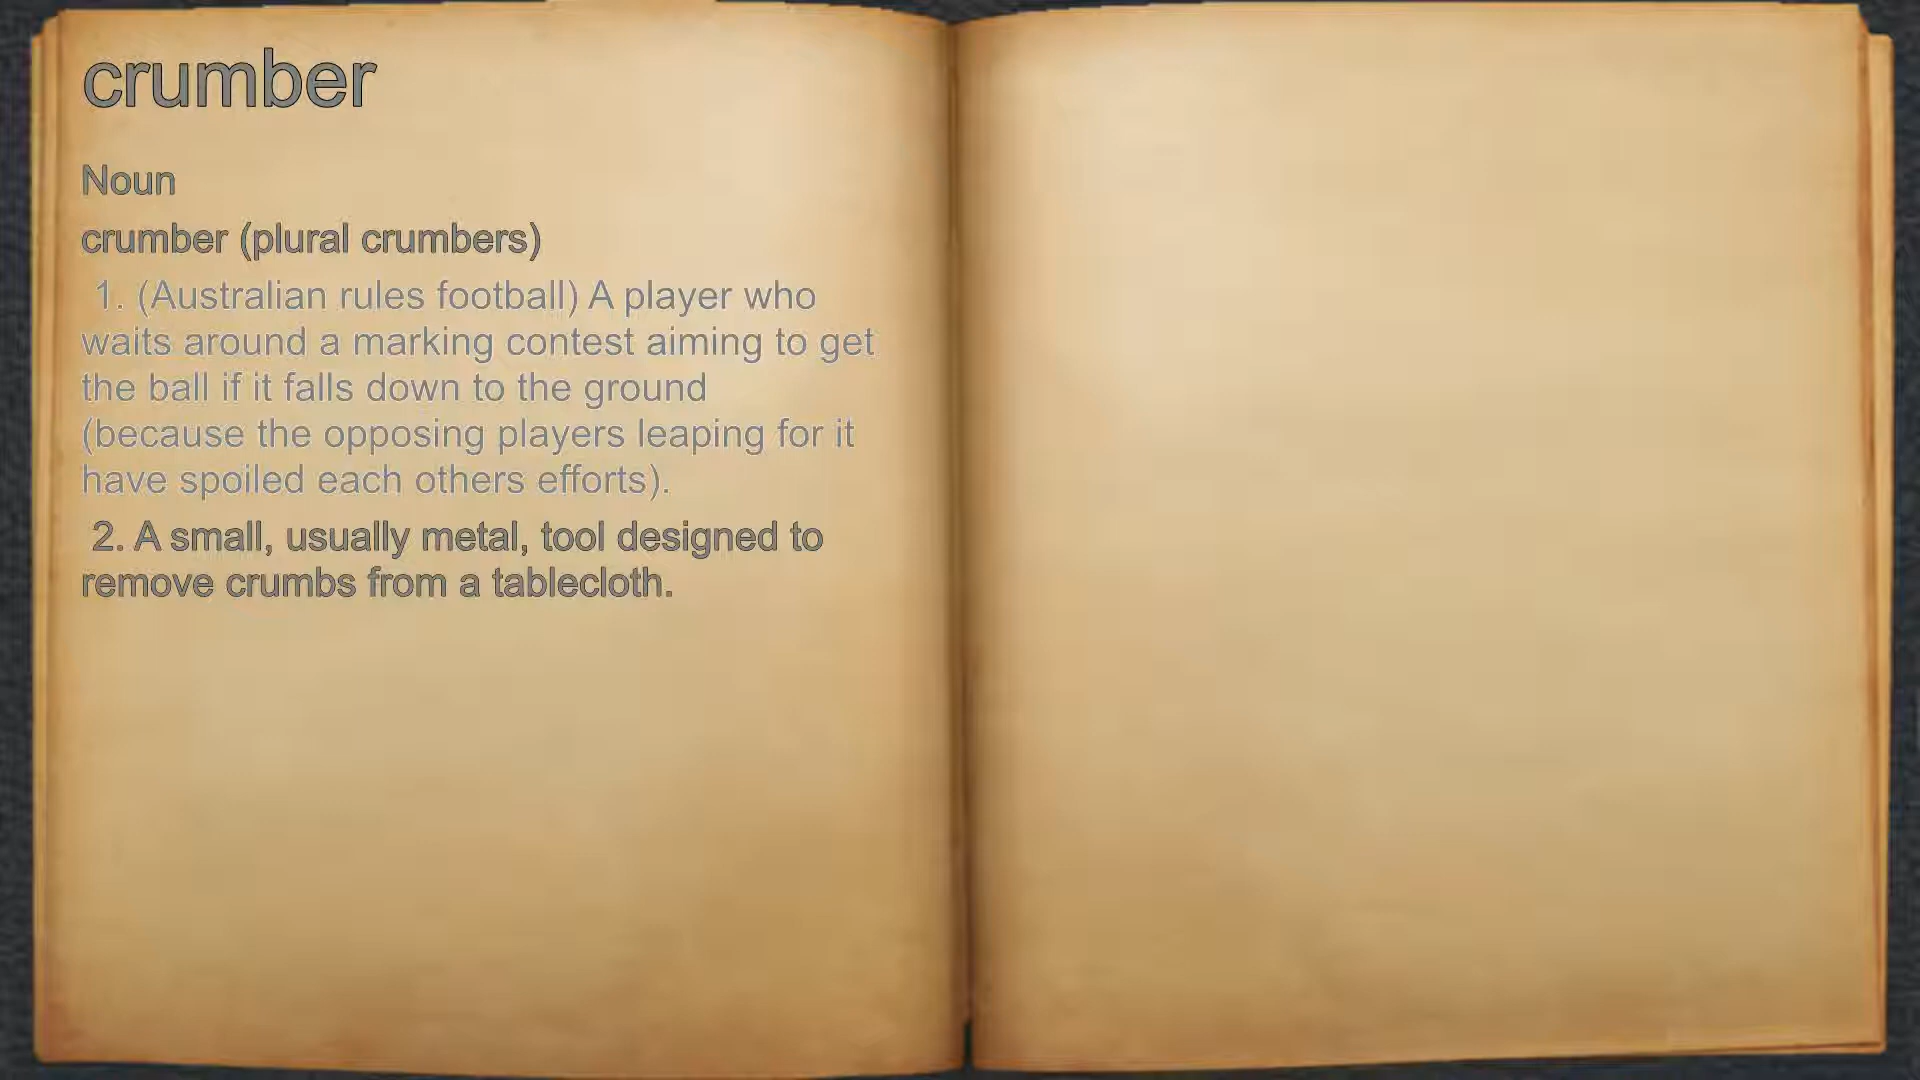 crumber
Noun
crumber (plural crumbers)
1. (Australian rules football) A player who
waits around a marking contest aiming to get
the ball if it falls down to the ground
(because the opposing players leaping for it
have spoiled each others efforts).
2. A small, usually metal, tool designed to
remove crumbs from a tablecloth.